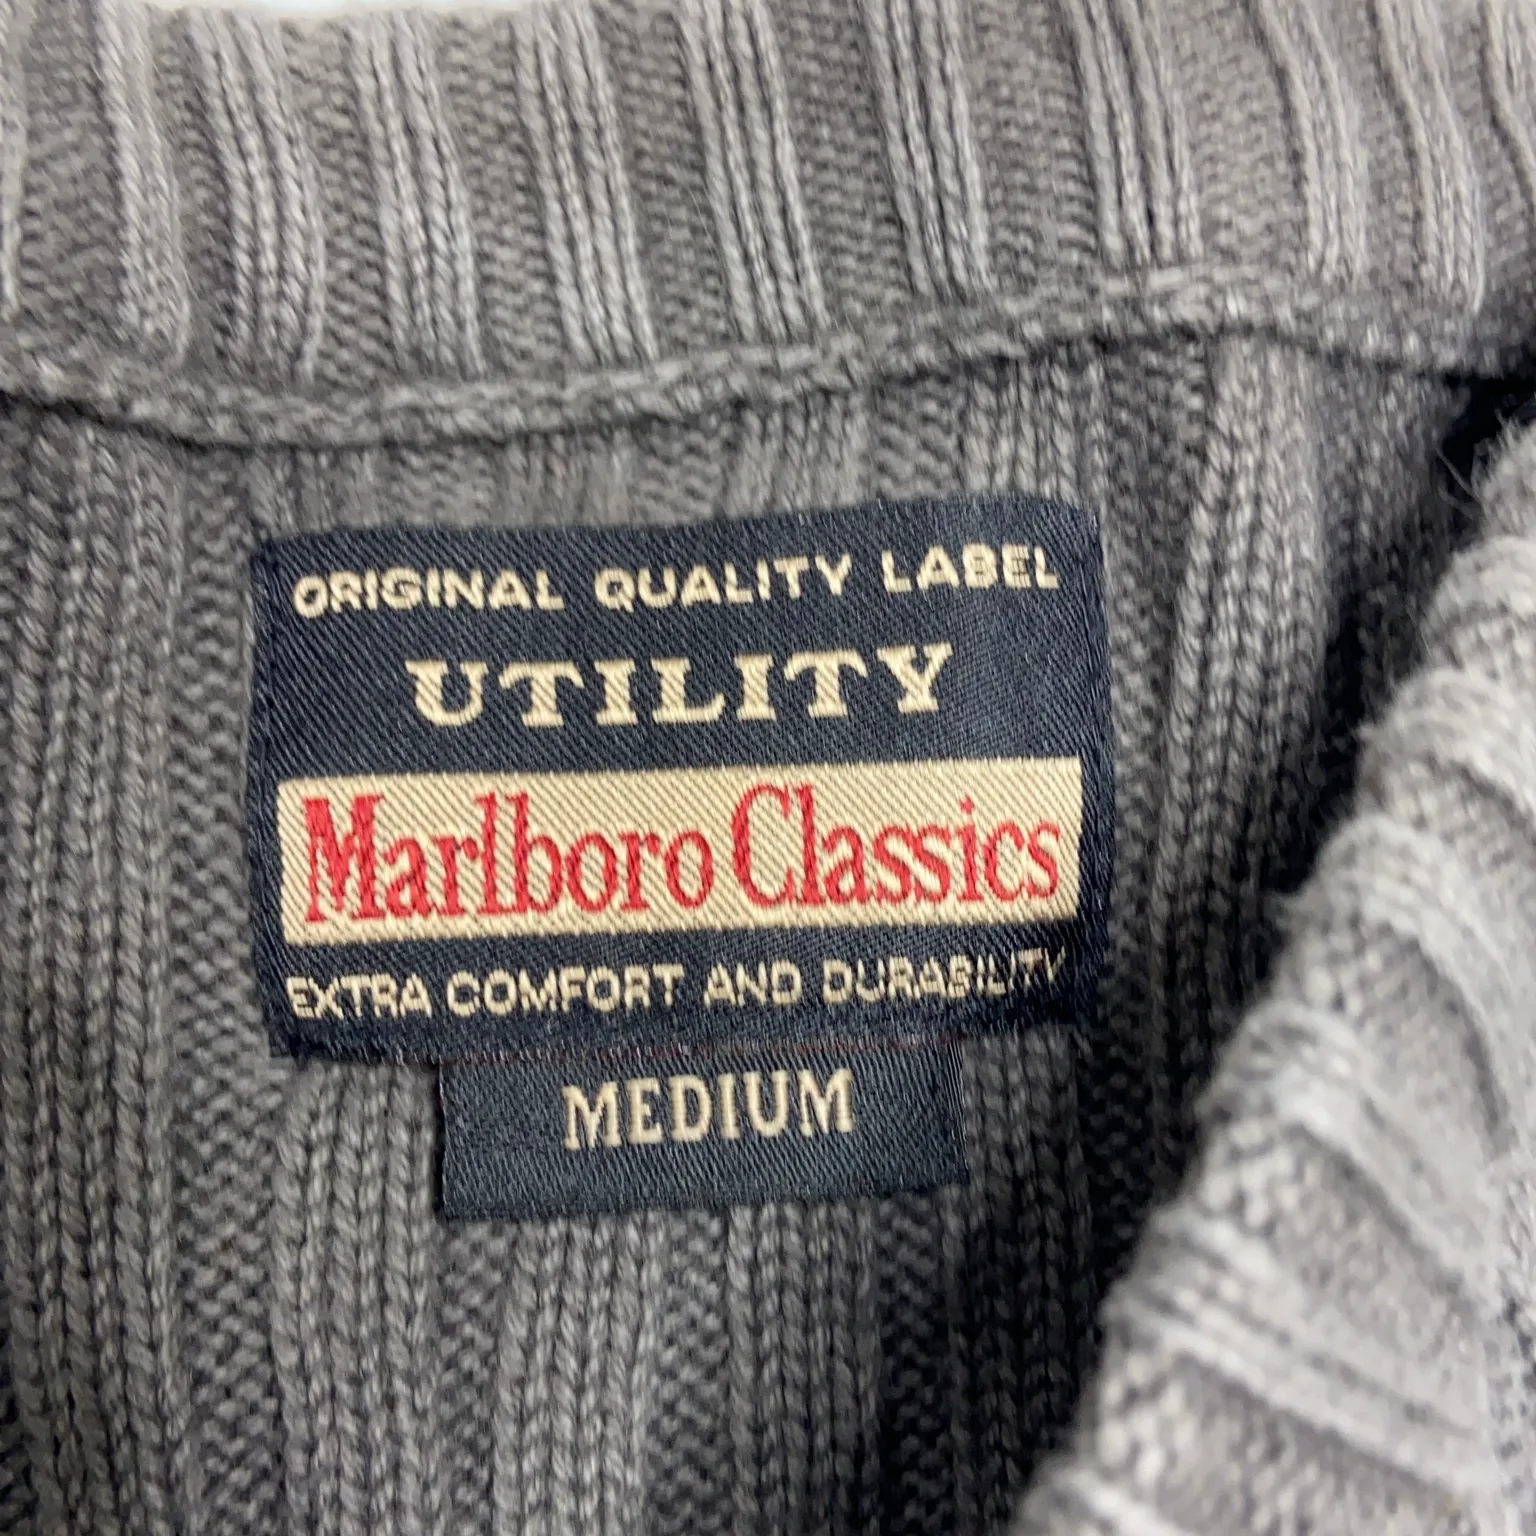 ORIGINAL QUALITY LABEL
UTILITY
Marlboro Classics
EXTRA COMFORT AND DURABILITY
MEDIUM